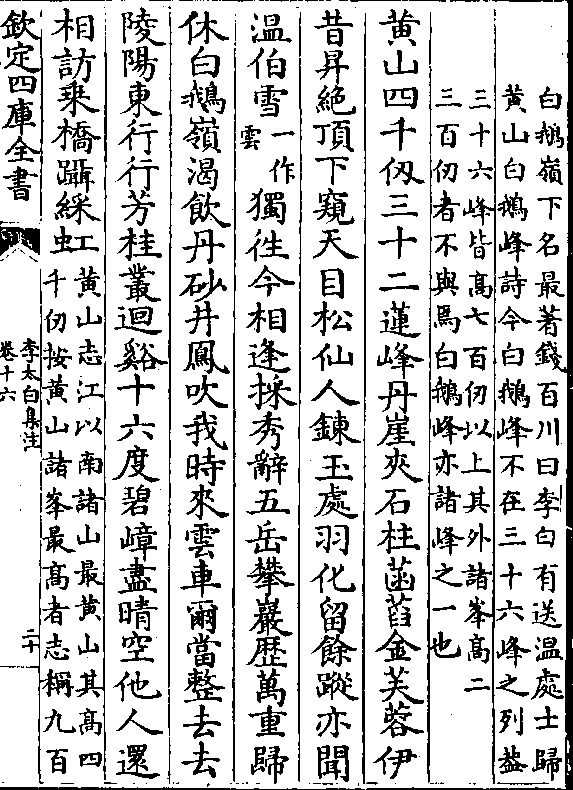 白鵝嶺下名最著錢百川曰李白有送温處士歸
黄山白鵝峰詩今白鵝峰不在三十六峰之列葢
三十六峰皆高七百仞以上其外諸峯高二
三百仞者不與焉白鵝峰亦諸峰之一也
黄山四千仞三十二蓮峰丹崖夾石柱菡萏金芙蓉伊
昔昇絶頂下窺天目松仙人鍊玉處羽化留餘蹤亦聞
温伯雪一作雲獨徃今相逢採秀辭五岳攀巖歴萬重歸
休白鵝嶺渴飲丹砂井鳳吹我時來雲車爾當整去去
陵陽東行行芳桂叢迴谿十六度碧嶂盡晴空他人還
相訪乗橋躡綵虹
黄山志江以南諸山最黄山其高四
千仞按黄山諸峯最高者志稱九百
欽定四庫全書
李太白集注
卷十六
二十